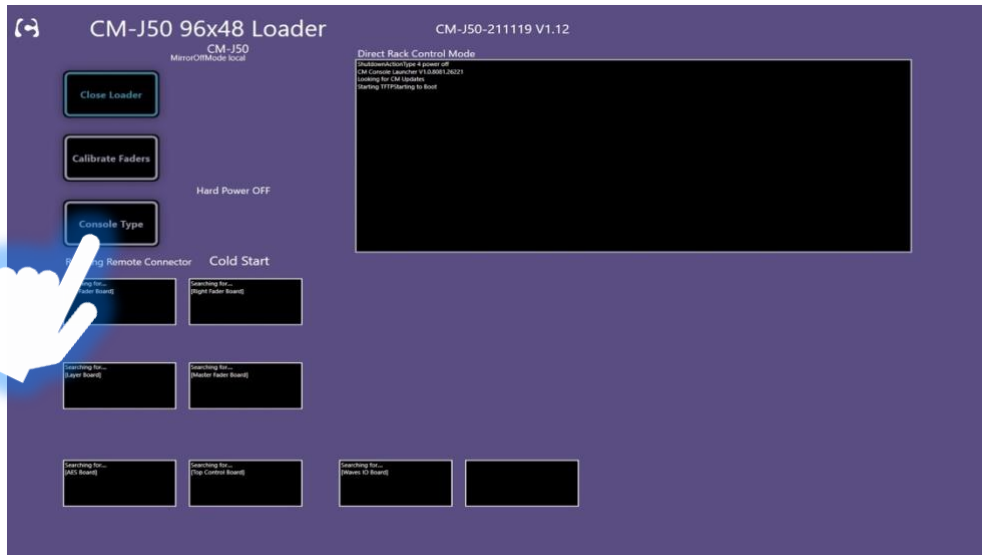 CM-J50 96x48 Loader
CM-J50-211119 V1.12
CM-J50
MirrorOffMode local
Direct Rack Control Mode
ShutdownActionType 4 power off
CM Console Launcher V1.0.8081.26221
Looking for CM Updates
Starting TFTPStarting to Boot
Close Loader
Calibrate Faders
Hard Power OFF
Console Type
Remote Connector
Cold Start
Fader Board]
Searching for...
[Right Fader Board]
Searching for...
[Layer Board]
Searching for...
[Master Fader Board]
Searching for...
[AES Board]
Searching for...
[Top Control Board]
Searching for...
[Waves IO Board]